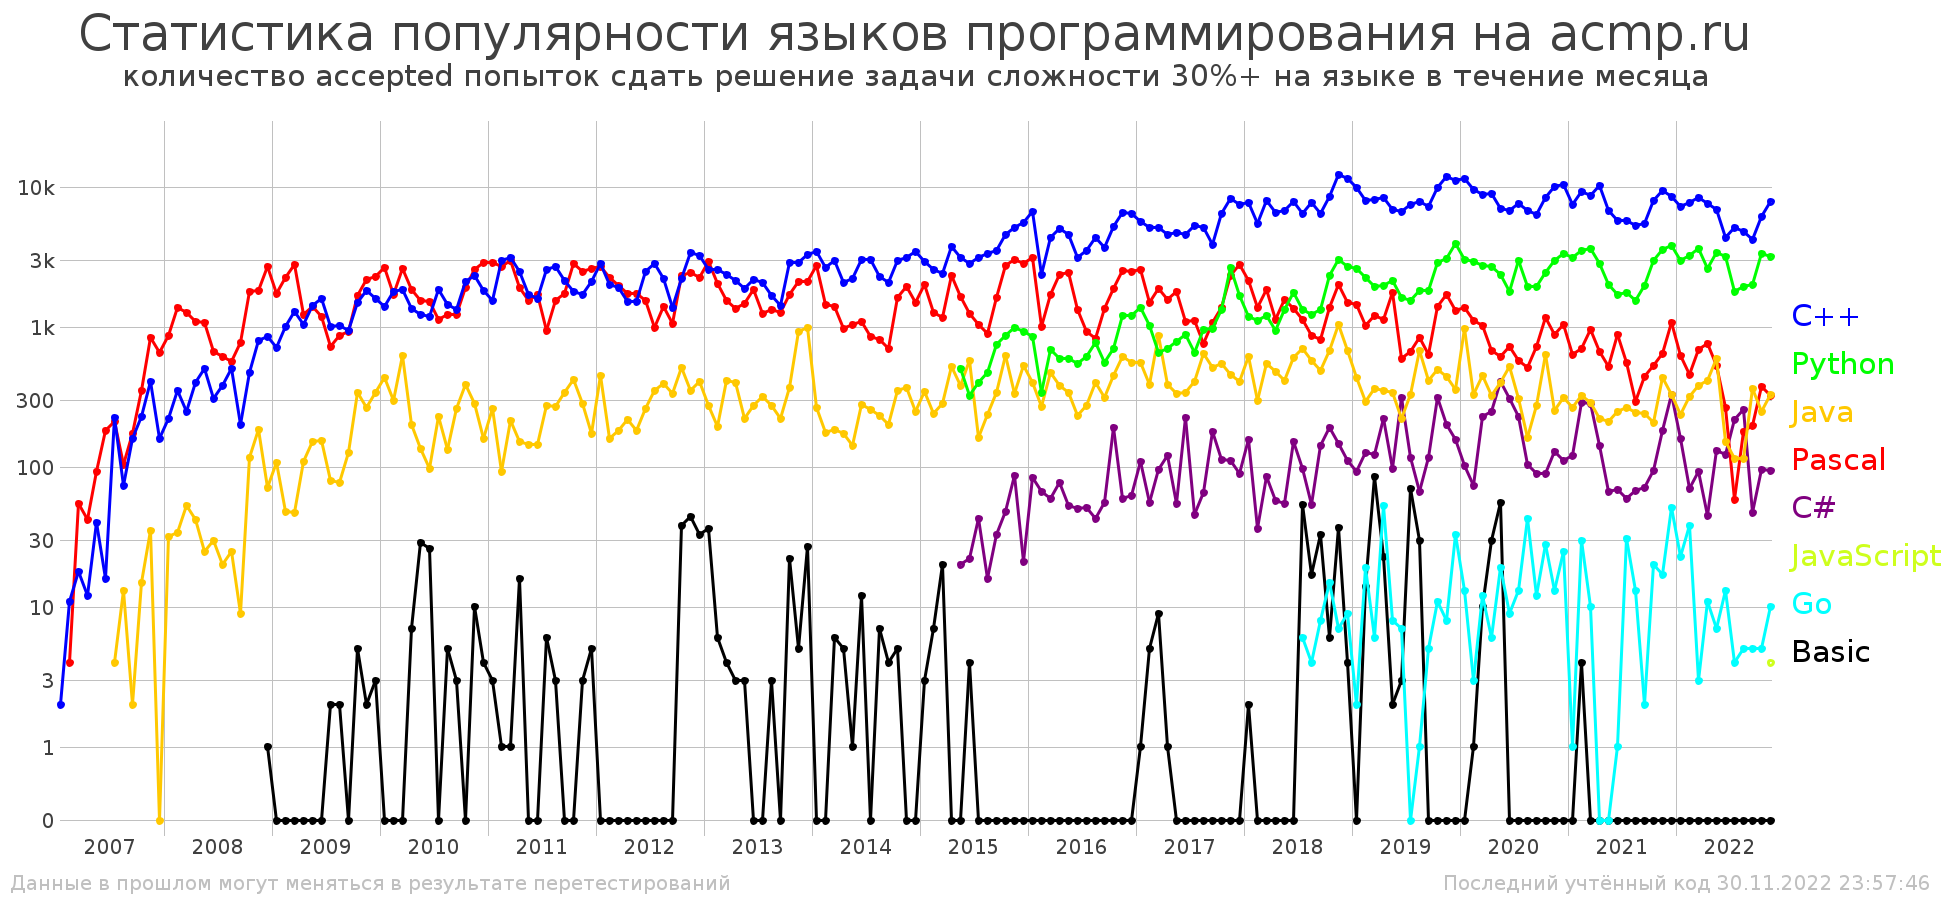 Статистика популярности языков программирования на acmp.ru
количество accepted попыток сдать решение задачи сложности 30%+ на языке в течение месяца
10k
3k
1k
300
100
30
10
3
1
0
C++
Python
Java
Pascal
C#
JavaScript
Go
Basic
2007 2008 2009 2010 2011 2012 2013 2014 2015 2016 2017 2018 2019 2020 2021 2022
Данные в прошлом могут меняться в результате перетестирований
Последний учтённый код 30.11.2022 23:57:46